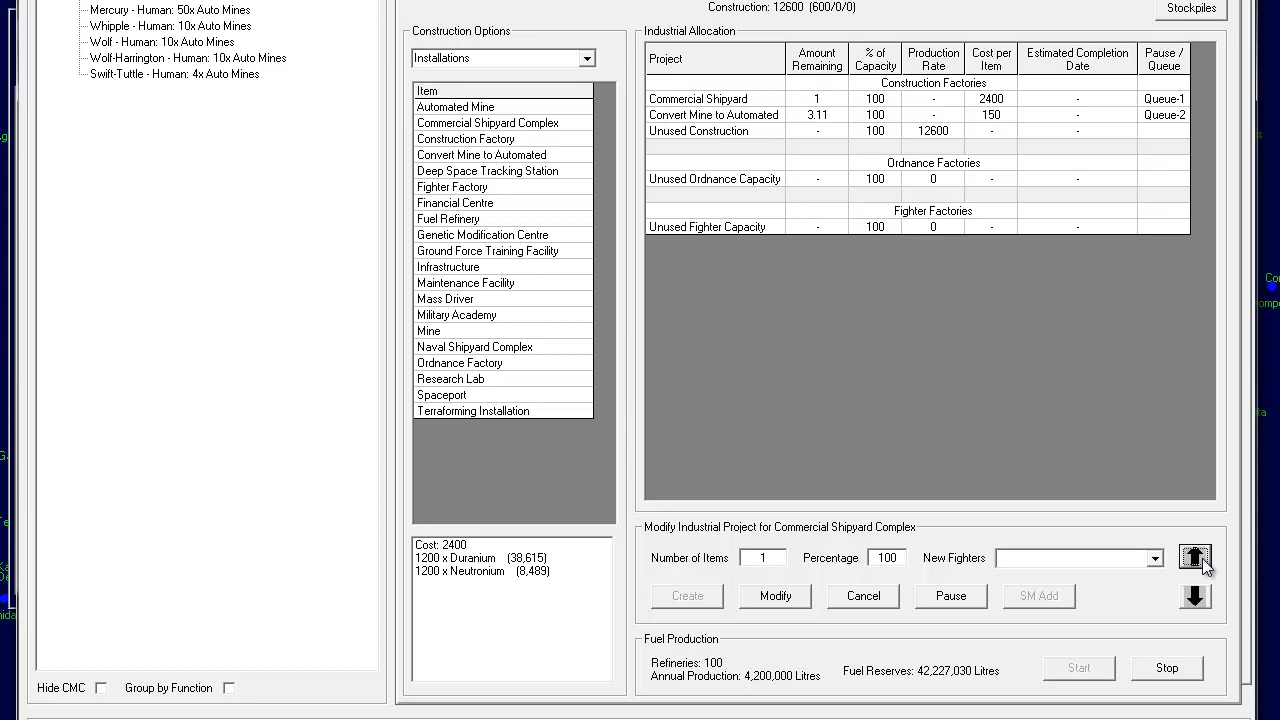 Mercury - Human: 50x Auto Mines
Whipple - Human: 10x Auto Mines
Wolf - Human: 10x Auto Mines
Wolf-Harrington - Human: 10x Auto Mines
Swift-Tuttle - Human: 4x Auto Mines
Hide CMC
Group by Function
Construction: 12600 (600/0/0)
Stockpiles
Construction Options
Installations
Item
Automated Mine
Commercial Shipyard Complex
Construction Factory
Convert Mine to Automated
Deep Space Tracking Station
Fighter Factory
Financial Centre
Fuel Refinery
Genetic Modification Centre
Ground Force Training Facility
Infrastructure
Maintenance Facility
Mass Driver
Military Academy
Mine
Naval Shipyard Complex
Ordnance Factory
Research Lab
Spaceport
Terraforming Installation
Cost: 2400
1200 x Duranium (38,615)
1200 x Neutronium (8,489)
Industrial Allocation
Project Amount Remaining % of Capacity Production Rate Cost per Item Estimated Completion Date Pause / Queue
Construction Factories
Commercial Shipyard 1 100 - 2400 - Queue-1
Convert Mine to Automated 3.11 100 - 150 - Queue-2
Unused Construction - 100 12600 - -
Ordnance Factories
Unused Ordnance Capacity - 100 0 - -
Fighter Factories
Unused Fighter Capacity - 100 0 - -
Modify Industrial Project for Commercial Shipyard Complex
Number of Items 1 Percentage 100 New Fighters
Create Modify Cancel Pause SM Add
Fuel Production
Refineries: 100
Annual Production: 4,200,000 Litres
Fuel Reserves: 42,227,030 Litres
Start Stop